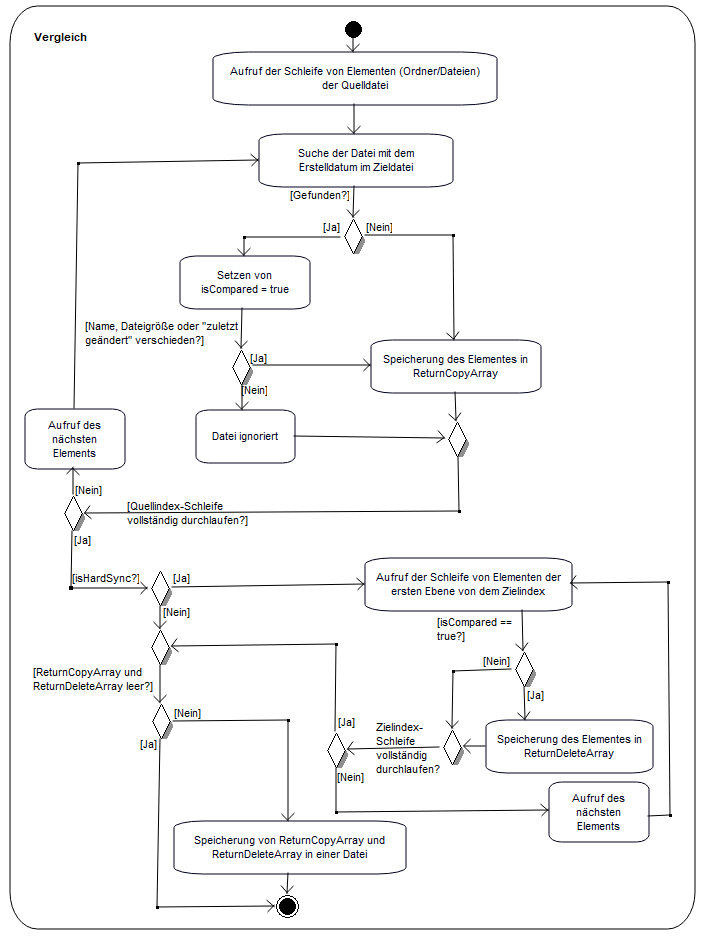 Vergleich
Aufruf der Schleife von Elementen (Ordner/Dateien)
der Quelldatei
Suche der Datei mit dem
Erstelldatum im Zieldatei
[Gefunden?]
[Ja]
[Nein]
Setzen von
isCompared = true
[Name, Dateigröße oder "zuletzt
geändert" verschieden?]
[Ja]
[Nein]
Speicherung des Elementes in
ReturnCopyArray
Datei ignoriert
Aufruf des
nächsten
Elements
[Nein]
[Quellindex-Schleife
vollständig durchlaufen?]
[Ja]
[isHardSync?]
[Ja]
[Nein]
Aufruf der Schleife von Elementen der
ersten Ebene von dem Zielindex
[isCompared ==
true?]
[Nein]
[Ja]
[ReturnCopyArray und
ReturnDeleteArray leer?]
[Nein]
[Ja]
Speicherung des Elementes in
ReturnDeleteArray
Zielindex-
Schleife
vollständig
durchlaufen?
[Ja]
[Nein]
Aufruf des
nächsten
Elements
Speicherung von ReturnCopyArray und
ReturnDeleteArray in einer Datei